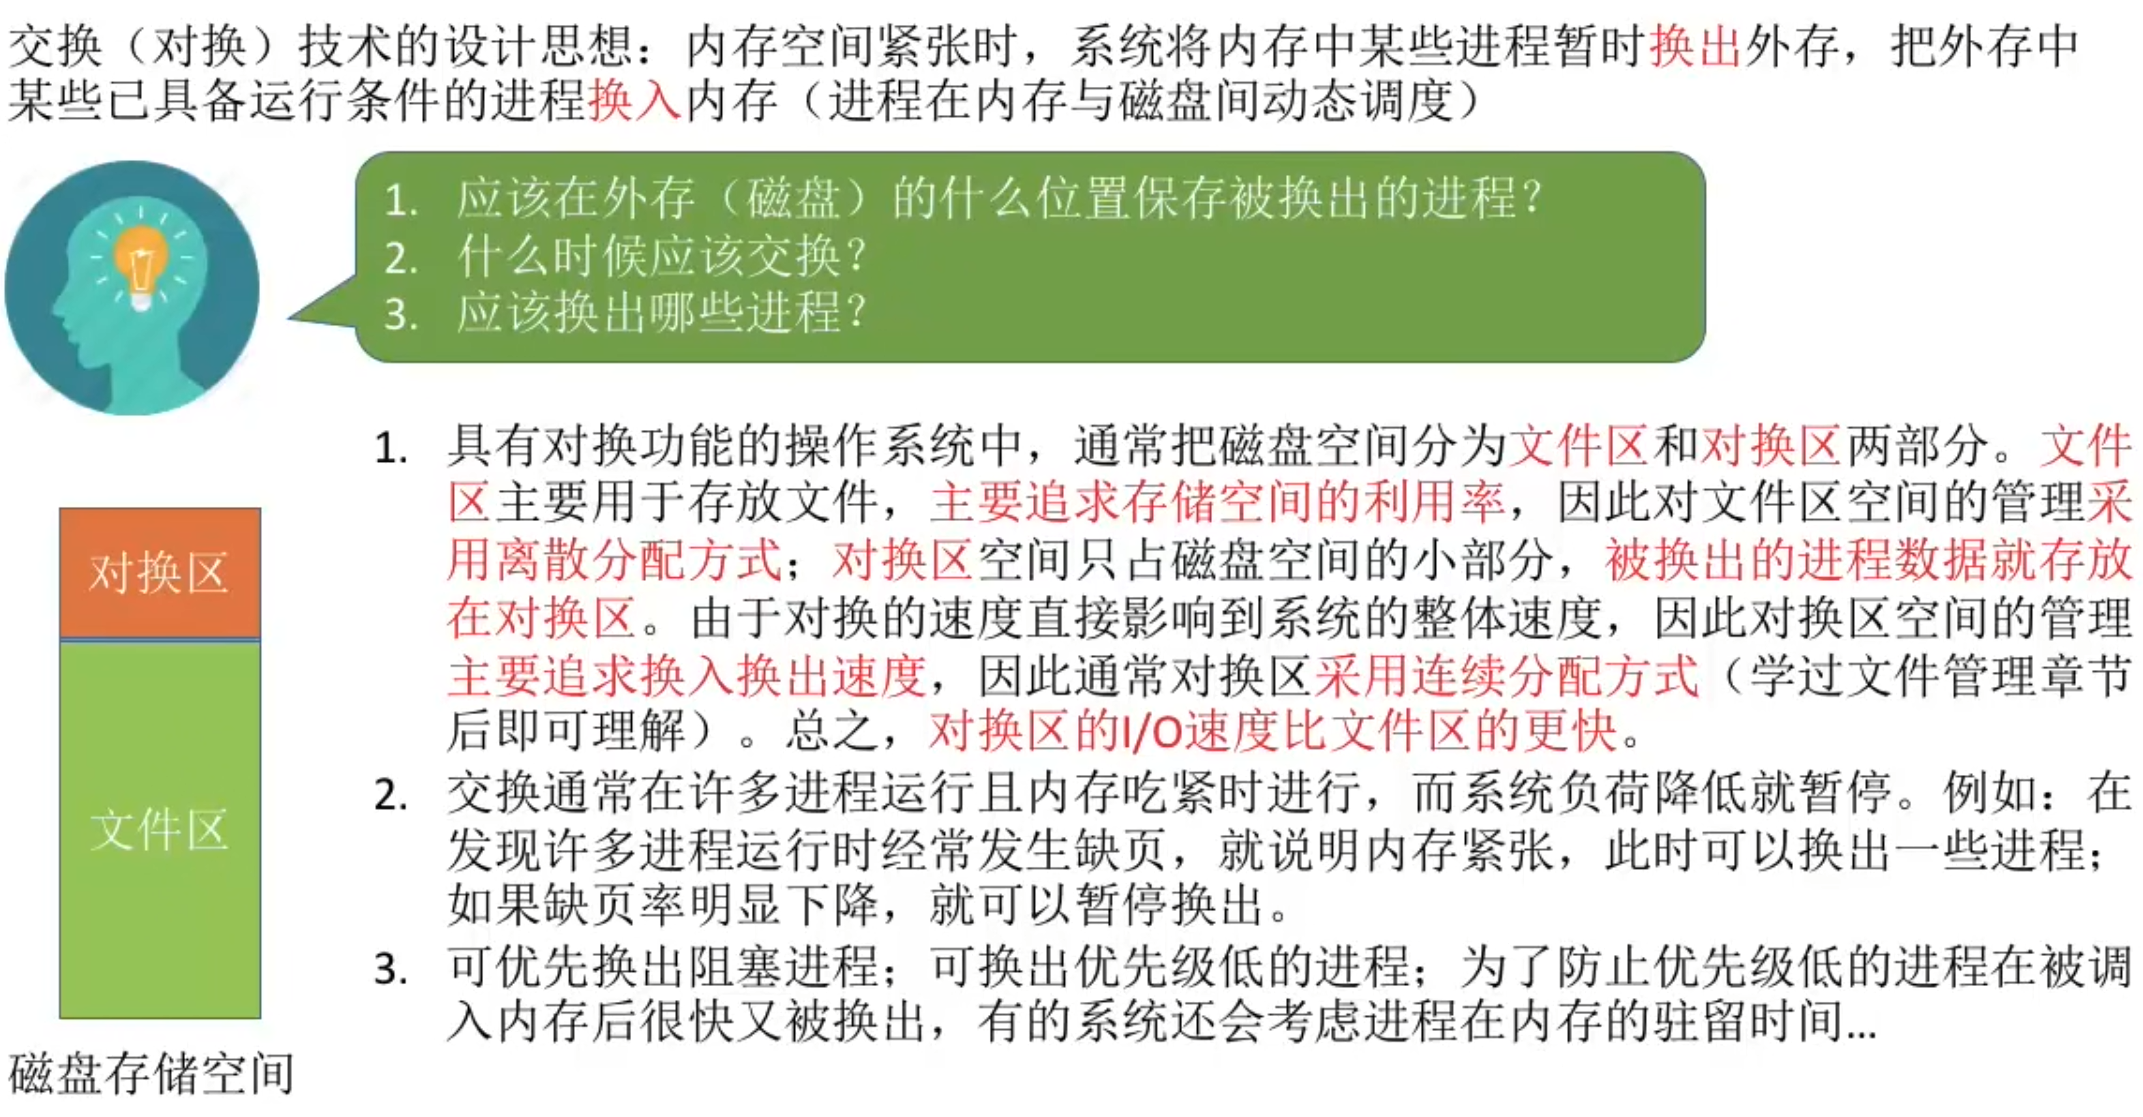 交换（对换）技术的设计思想：内存空间紧张时，系统将内存中某些进程暂时换出外存，把外存中
某些已具备运行条件的进程换入内存（进程在内存与磁盘间动态调度）
1. 应该在外存（磁盘）的什么位置保存被换出的进程？
2. 什么时候应该交换？
3. 应该换出哪些进程？
1. 具有对换功能的操作系统中，通常把磁盘空间分为文件区和对换区两部分。文件
区主要用于存放文件，主要追求存储空间的利用率，因此对文件区空间的管理采
用离散分配方式；对换区空间只占磁盘空间的小部分，被换出的进程数据就存放
在对换区。由于对换的速度直接影响到系统的整体速度，因此对换区空间的管理
主要追求换入换出速度，因此通常对换区采用连续分配方式（学过文件管理章节
后即可理解）。总之，对换区的I/O速度比文件区的更快。
2. 交换通常在许多进程运行且内存吃紧时进行，而系统负荷降低就暂停。例如：在
发现许多进程运行时经常发生缺页，就说明内存紧张，此时可以换出一些进程；
如果缺页率明显下降，就可以暂停换出。
3. 可优先换出阻塞进程；可换出优先级低的进程；为了防止优先级低的进程在被调
入内存后很快又被换出，有的系统还会考虑进程在内存的驻留时间…
对换区
文件区
磁盘存储空间